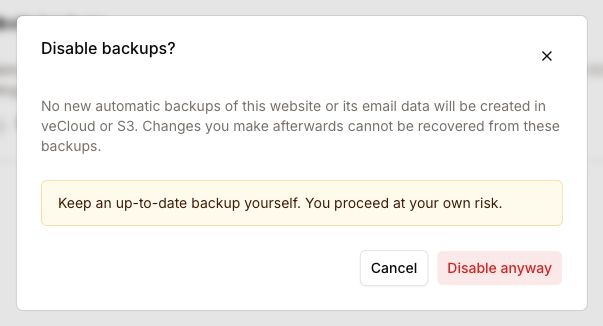 Disable backups?
No new automatic backups of this website or its email data will be created in
veCloud or S3. Changes you make afterwards cannot be recovered from these
backups.
Keep an up-to-date backup yourself. You proceed at your own risk.
Cancel
Disable anyway